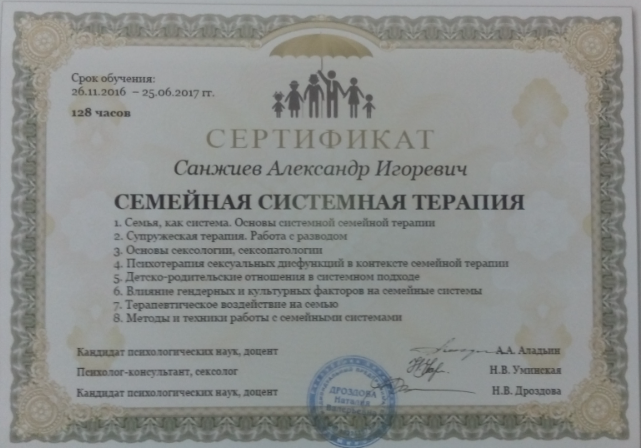 Срок обучения:
26.11.2016 – 25.06.2017 гг.
128 часов
СЕРТИФИКАТ
Санжиев Александр Игоревич
СЕМЕЙНАЯ СИСТЕМНАЯ ТЕРАПИЯ
1. Семья, как система. Основы системной семейной терапии
2. Супружеская терапия. Работа с разводом
3. Основы сексологии, сексопатологии
4. Психотерапия сексуальных дисфункций в контексте семейной терапии
5. Детско-родительские отношения в системном подходе
6. Влияние гендерных и культурных факторов на семейные системы
7. Терапевтическое воздействие на семью
8. Методы и техники работы с семейными системами
Кандидат психологических наук, доцент А.А. Аладьин
Психолог-консультант, сексолог Н.В. Уминская
Кандидат психологических наук, доцент Н.В. Дроздова
ДРОЗДОВА
Наталия